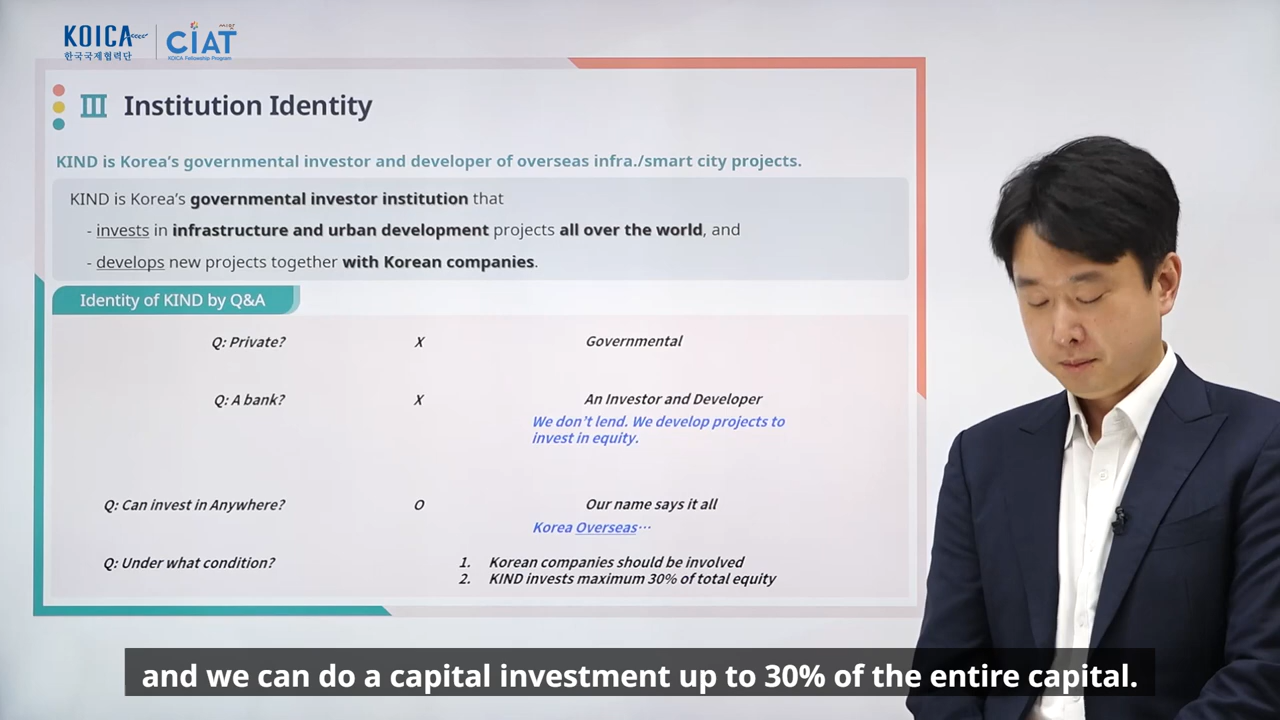 KOICA
한국국제협력단
CIAT
KOICA Fellowship Program
III Institution Identity
KIND is Korea’s governmental investor and developer of overseas infra./smart city projects.
KIND is Korea’s governmental investor institution that
- invests in infrastructure and urban development projects all over the world, and
- develops new projects together with Korean companies.
Identity of KIND by Q&A
Q: Private? X Governmental
Q: A bank? X An Investor and Developer
We don’t lend. We develop projects to
invest in equity.
Q: Can invest in Anywhere? O Our name says it all
Korea Overseas…
Q: Under what condition? 1. Korean companies should be involved
2. KIND invests maximum 30% of total equity
and we can do a capital investment up to 30% of the entire capital.